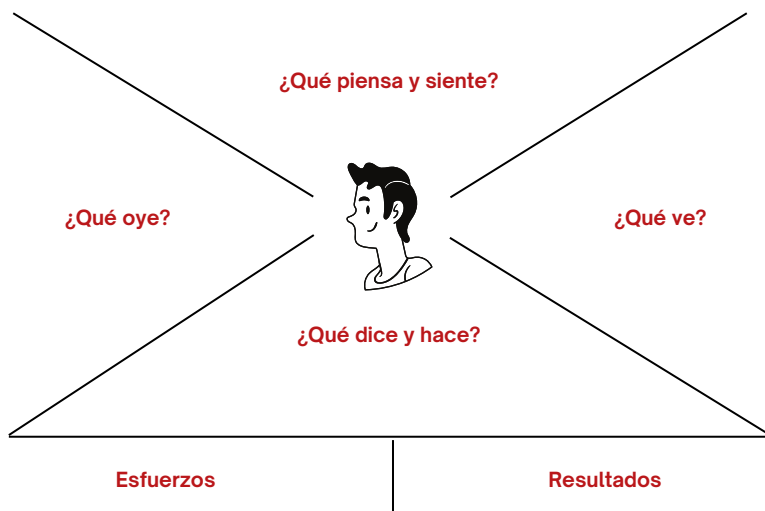 ¿Qué piensa y siente?
¿Qué oye?
¿Qué ve?
¿Qué dice y hace?
Esfuerzos
Resultados